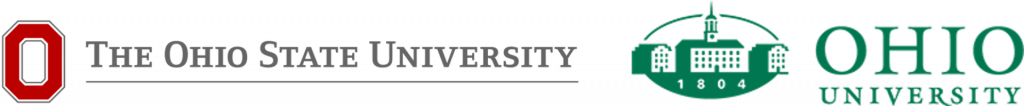 THE OHIO STATE UNIVERSITY
1804
OHIO
UNIVERSITY